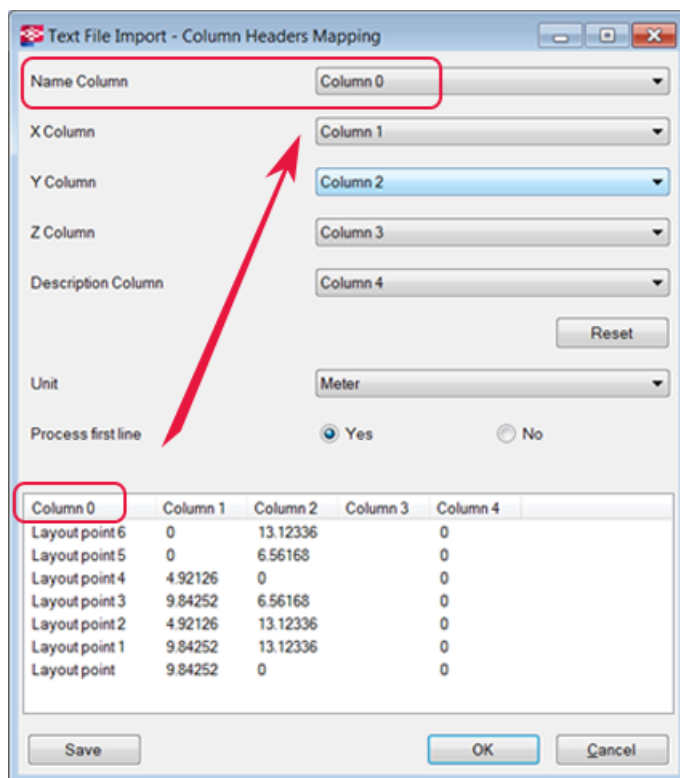 Text File Import - Column Headers Mapping
Name Column Column 0
X Column Column 1
Y Column Column 2
Z Column Column 3
Description Column Column 4
Reset
Unit Meter
Process first line Yes No
Column 0 Column 1 Column 2 Column 3 Column 4
Layout point 6 0 13.12336 0
Layout point 5 0 6.56168 0
Layout point 4 4.92126 0 0
Layout point 3 9.84252 6.56168 0
Layout point 2 4.92126 13.12336 0
Layout point 1 9.84252 13.12336 0
Layout point 9.84252 0 0
Save OK Cancel